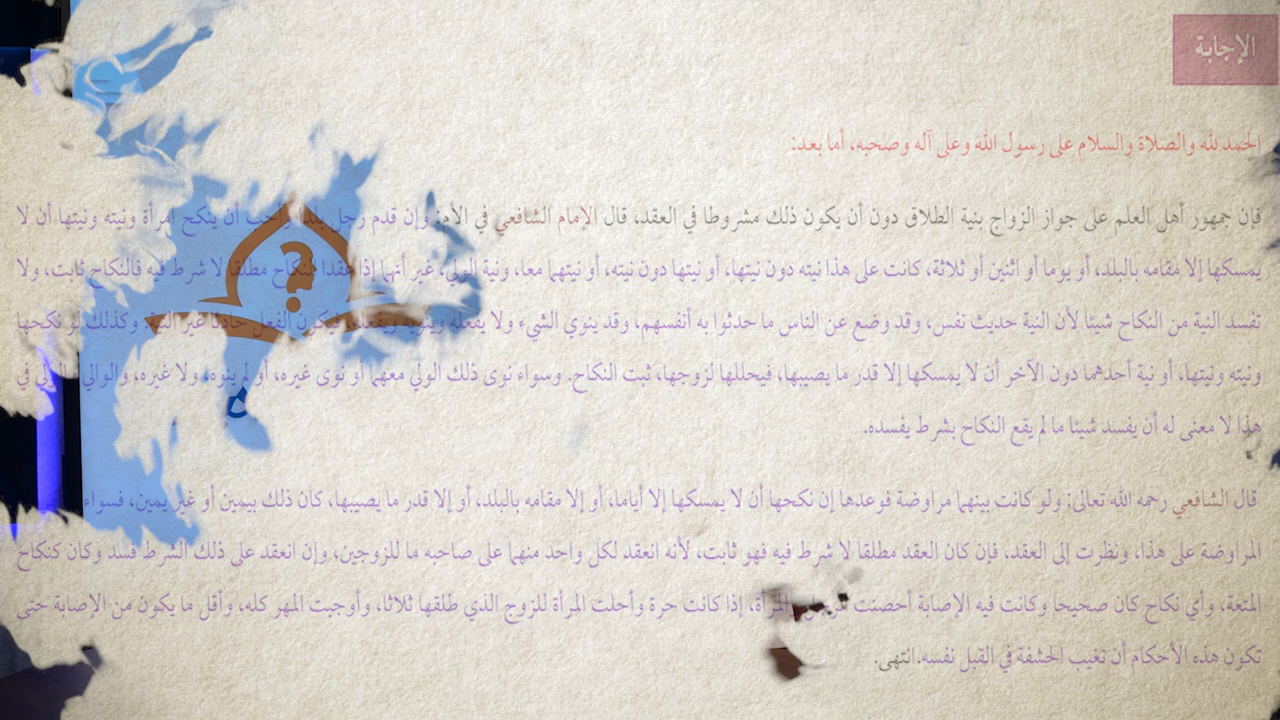 الإجابة
الحمد لله والصلاة والسلام على رسول الله وعلى آله وصحبه، أما بعد:
فإن جمهور أهل العلم على جواز الزواج بنية الطلاق دون أن يكون ذلك مشروطا في العقد، قال الإمام الشافعي في الأم: وإن قدم رجل بلدا وأحب أن ينكح امرأة ونيته ونيتها أن لا
يمسكها إلا مقامه بالبلد، أو يوما أو اثنين أو ثلاثة، كانت على هذا نيته دون نيتها، أو نيتها دون نيته، أو نيتهما معا، ونية الولي، غير أنهما إذا عقدا النكاح مطلقا لا شرط فيه فالنكاح ثابت، ولا
تفسد النية من النكاح شيئا لأن النية حديث نفس، وقد وضع عن الناس ما حدثوا به أنفسهم، وقد ينوي الشيء ولا يفعله وينويه ويفعله، فيكون الفعل حادثا غير النية. وكذلك لو نكحها
ونيته ونيتها، أو نية أحدهما دون الآخر أن لا يمسكها إلا قدر ما يصيبها، فيحللها لزوجها، ثبت النكاح. وسواء نوى ذلك الولي معهما أو نوى غيره، أو لم ينوه، ولا غيره، والوالي والولي في
هذا لا معنى له أن يفسد شيئا ما لم يقع النكاح بشرط يفسده.
قال الشافعي رحمه الله تعالى: ولو كانت بينهما مراوضة فوعدها إن نكحها أن لا يمسكها إلا أياما، أو إلا مقامه بالبلد، أو إلا قدر ما يصيبها، كان ذلك بيمين أو غير يمين، فسواء
المراوضة على هذا، ونظرت إلى العقد، فإن كان العقد مطلقا لا شرط فيه فهو ثابت، لأنه انعقد لكل واحد منهما على صاحبه ما للزوجين، وإن انعقد على ذلك الشرط فسد وكان كنكاح
المتعة، وأي نكاح كان صحيحا وكانت فيه الإصابة أحصنت الرجل المرأة، إذا كانت حرة وأحلت المرأة للزوج الذي طلقها ثلاثا، وأوجبت المهر كله، وأقل ما يكون من الإصابة حتى
تكون هذه الأحكام أن تغيب الحشفة في القبل نفسه.انتهى.
؟